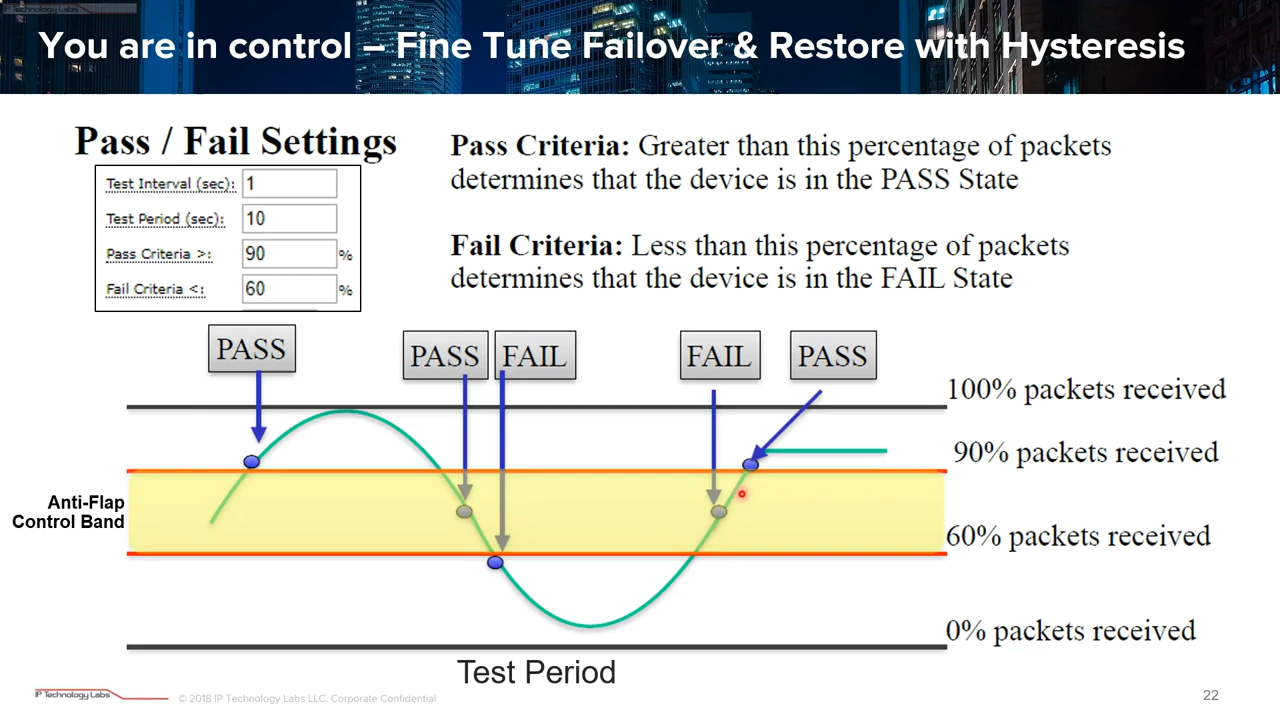 IP Technology Labs
You are in control – Fine Tune Failover & Restore with Hysteresis
Pass / Fail Settings
Test Interval (sec): 1
Test Period (sec): 10
Pass Criteria >: 90 %
Fail Criteria <: 60 %
Pass Criteria: Greater than this percentage of packets
determines that the device is in the PASS State
Fail Criteria: Less than this percentage of packets
determines that the device is in the FAIL State
PASS
PASS
FAIL
FAIL
PASS
100% packets received
90% packets received
Anti-Flap
Control Band
60% packets received
0% packets received
Test Period
IP Technology Labs
© 2018 IP Technology Labs LLC. Corporate Confidential
22